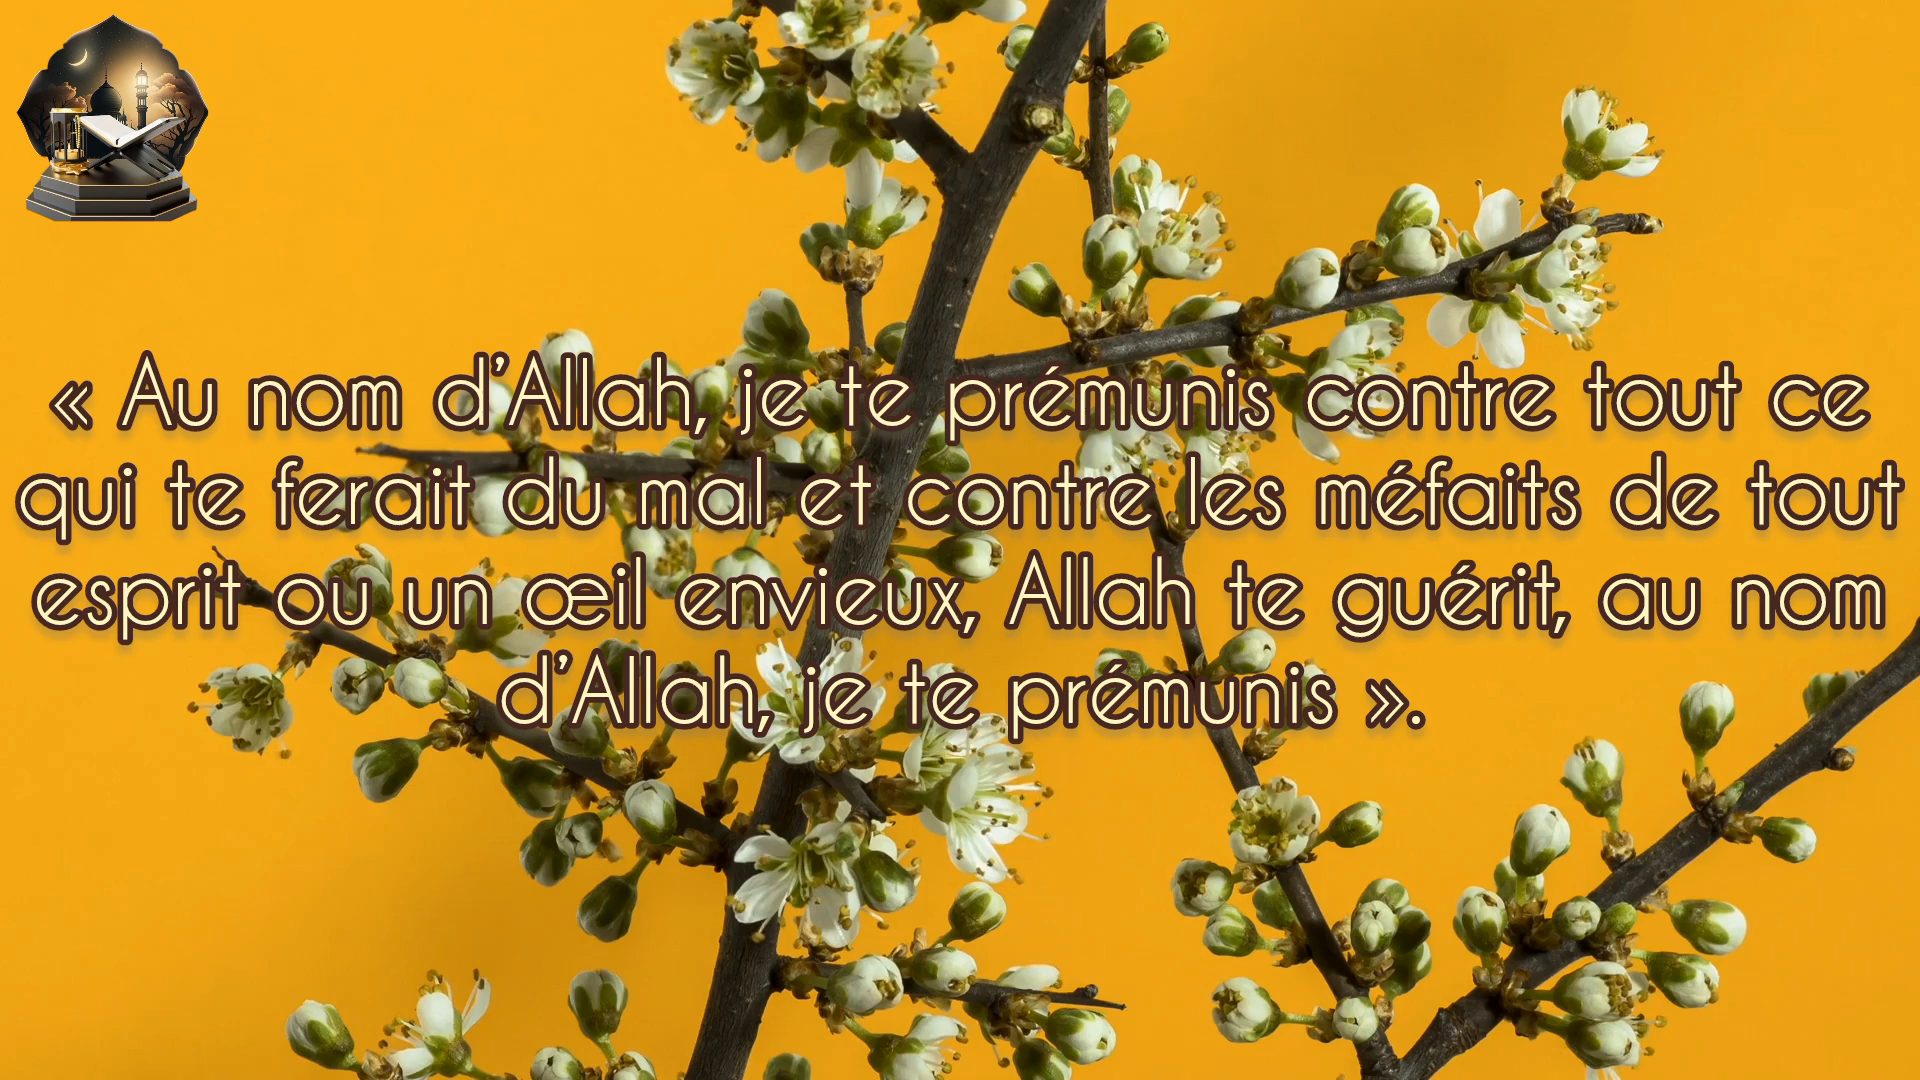 « Au nom d’Allah, je te prémunis contre tout ce
qui te ferait du mal et contre les méfaits de tout
esprit ou un œil envieux, Allah te guérit, au nom
d’Allah, je te prémunis ».